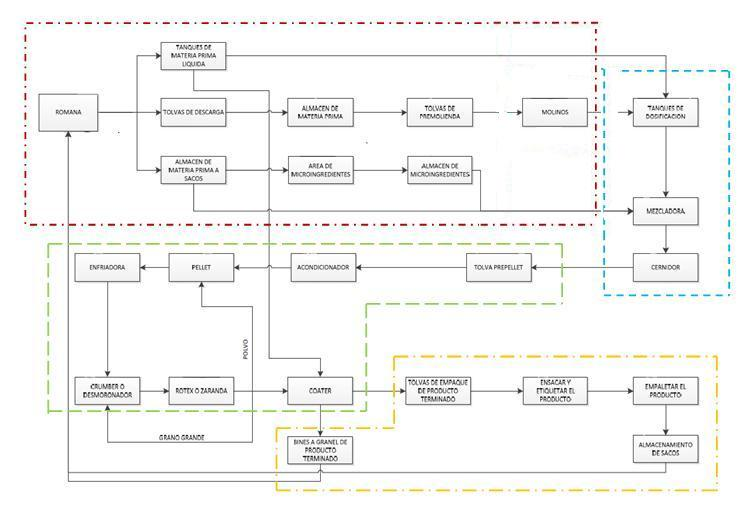 TANQUES DE
MATERIA PRIMA
LIQUIDA
ROMANA
TOLVAS DE DESCARGA
ALMACEN DE
MATERIA PRIMA
TOLVAS DE
PREMOLIENDA
MOLINOS
TANQUES DE
DOSIFICACION
ALMACEN DE
MATERIA PRIMA A
SACOS
AREA DE
MICROINGREDIENTES
ALMACEN DE
MICROINGREDIENTES
MEZCLADORA
ENFRIADORA
PELLET
ACONDICIONADOR
TOLVA PREPELLET
CERNIDOR
POLVO
CRUMBER O
DESMORONADOR
ROTEX O ZARANDA
COATER
TOLVAS DE EMPAQUE
DE PRODUCTO
TERMINADO
ENSACAR Y
ETIQUETAR EL
PRODUCTO
EMPALETAR EL
PRODUCTO
GRANO GRANDE
BINES A GRANEL DE
PRODUCTO
TERMINADO
ALMACENAMIENTO
DE SACOS